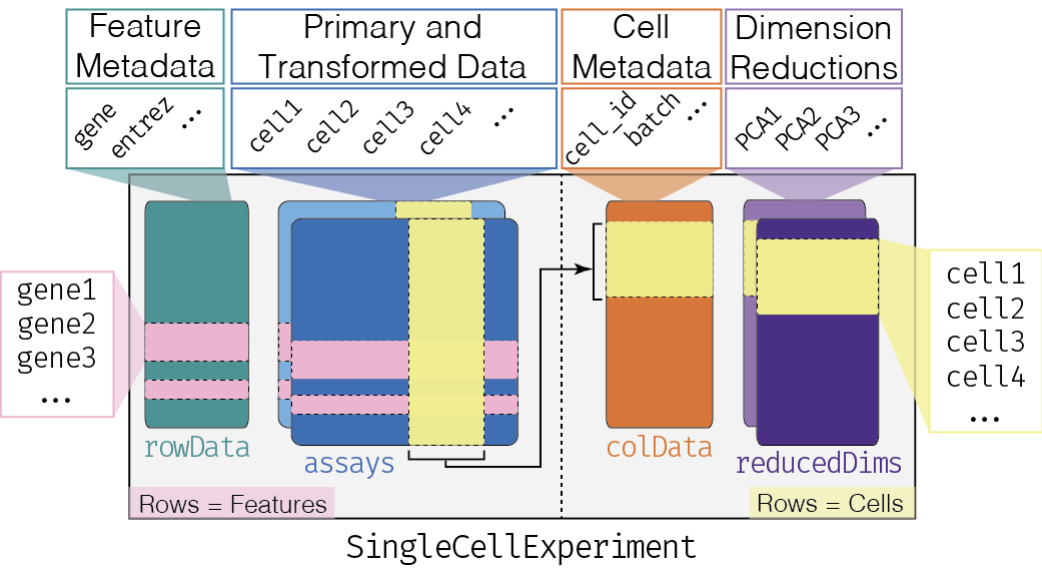 Feature
Metadata
Primary and
Transformed Data
Cell
Metadata
Dimension
Reductions
gene
entrez
...
cell1
cell2
cell3
cell4
...
cell_id
batch
...
PCA1
PCA2
PCA3
...
gene1
gene2
gene3
...
cell1
cell2
cell3
cell4
...
rowData
assays
colData
reducedDims
Rows = Features
Rows = Cells
SingleCellExperiment